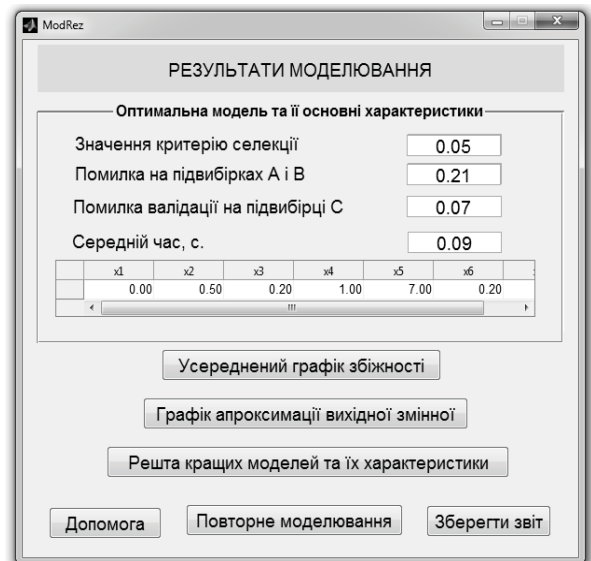 ModRez
РЕЗУЛЬТАТИ МОДЕЛЮВАННЯ
Оптимальна модель та її основні характеристики
Значення критерію селекції 0.05
Помилка на підвибірках А і В 0.21
Помилка валідації на підвибірці С 0.07
Середній час, с. 0.09
x1 x2 x3 x4 x5 x6
0.00 0.50 0.20 1.00 7.00 0.20
Усереднений графік збіжності
Графік апроксимації вихідної змінної
Решта кращих моделей та їх характеристики
Допомога Повторне моделювання Зберегти звіт